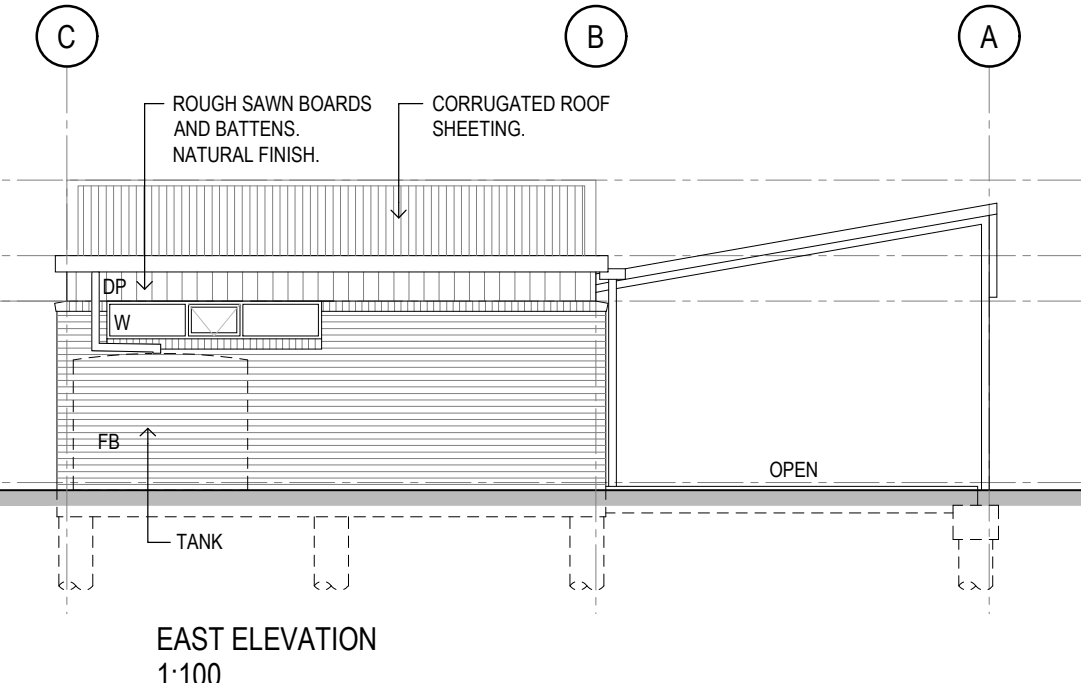 C
B
A
ROUGH SAWN BOARDS
AND BATTENS.
NATURAL FINISH.
CORRUGATED ROOF
SHEETING.
DP
W
FB
OPEN
TANK
EAST ELEVATION
1:100